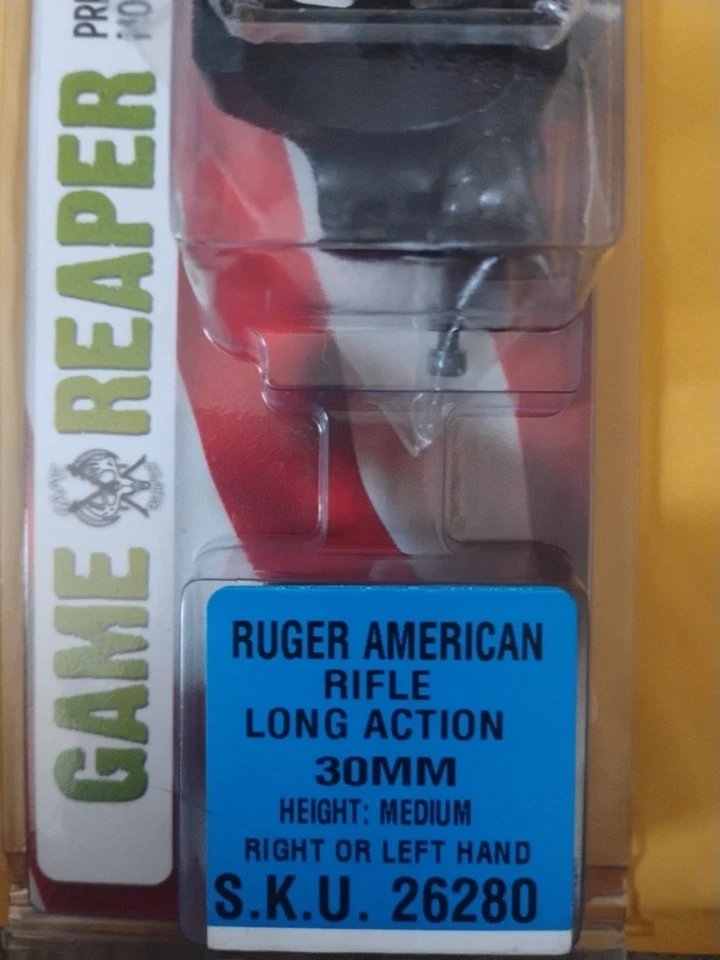 GAME REAPER
RUGER AMERICAN
RIFLE
LONG ACTION
30MM
HEIGHT: MEDIUM
RIGHT OR LEFT HAND
S.K.U. 26280